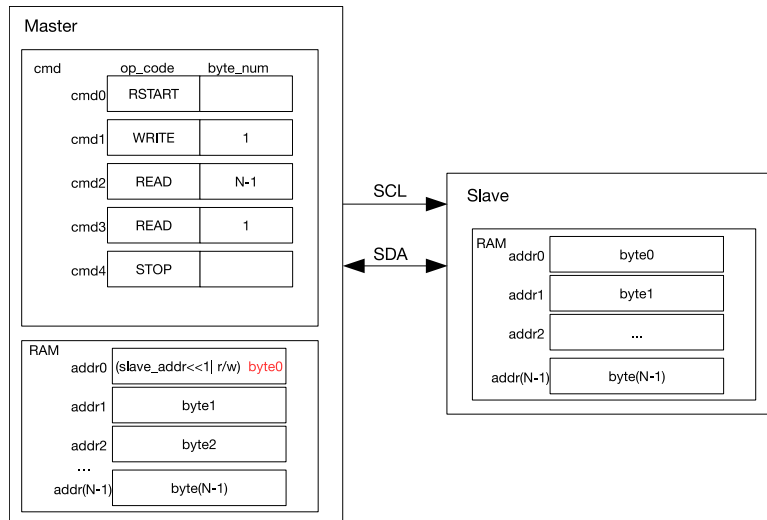 Master
cmd op_code byte_num
cmd0 RSTART
cmd1 WRITE 1
cmd2 READ N-1
cmd3 READ 1
cmd4 STOP
RAM
addr0 (slave_addr<<1| r/w) byte0
addr1 byte1
addr2 byte2
...
addr(N-1) byte(N-1)
SCL
SDA
Slave
RAM
addr0 byte0
addr1 byte1
addr2 ...
addr(N-1) byte(N-1)